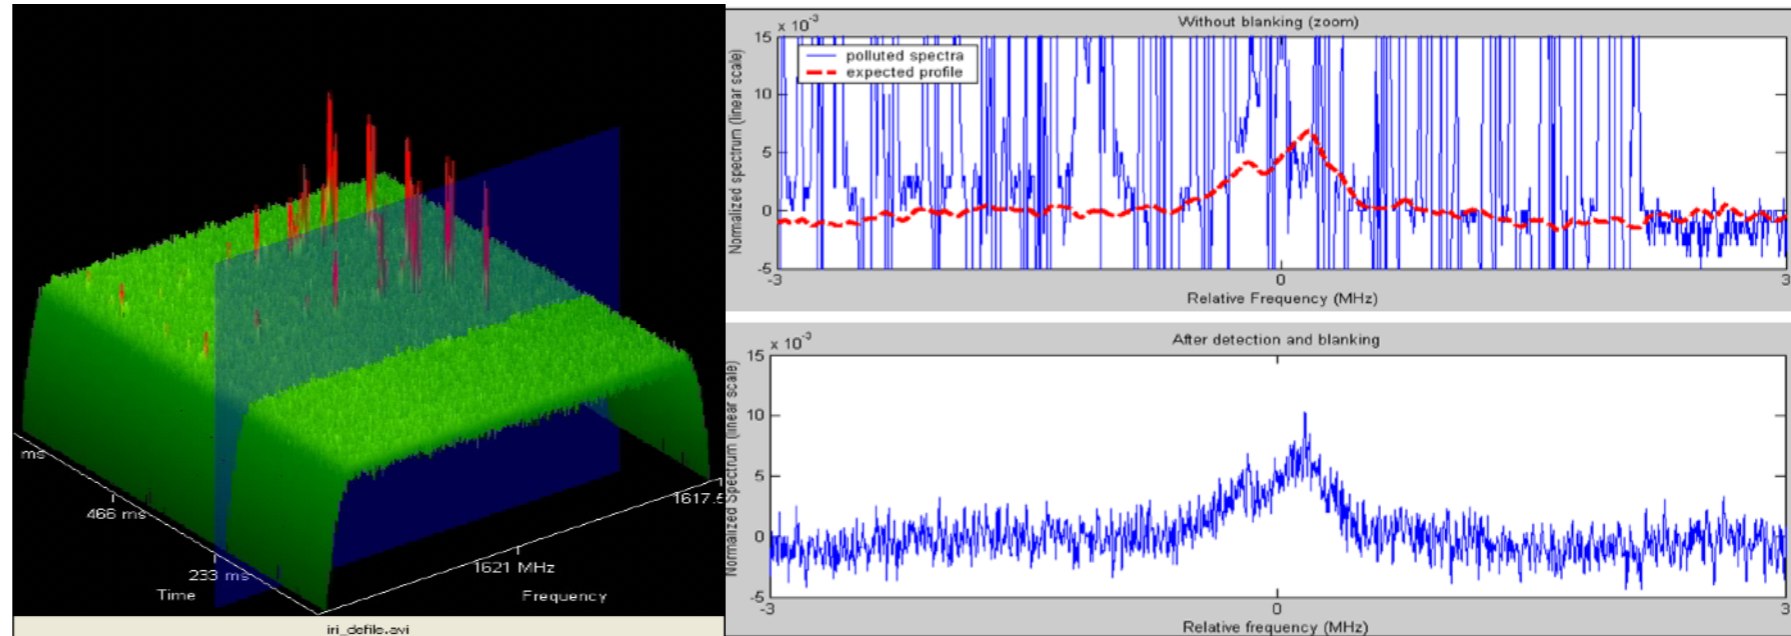 ms
466 ms
233 ms
Time
1621 MHz
Frequency
1617.5
iri_defile.avi
Without blanking (zoom)
x 10⁻³
15
10
5
0
-5
Normalized spectrum (linear scale)
polluted spectra
expected profile
-3
0
3
Relative Frequency (MHz)
After detection and blanking
x 10⁻³
15
10
5
0
-5
Normalized Spectrum (linear scale)
-3
0
3
Relative frequency (MHz)